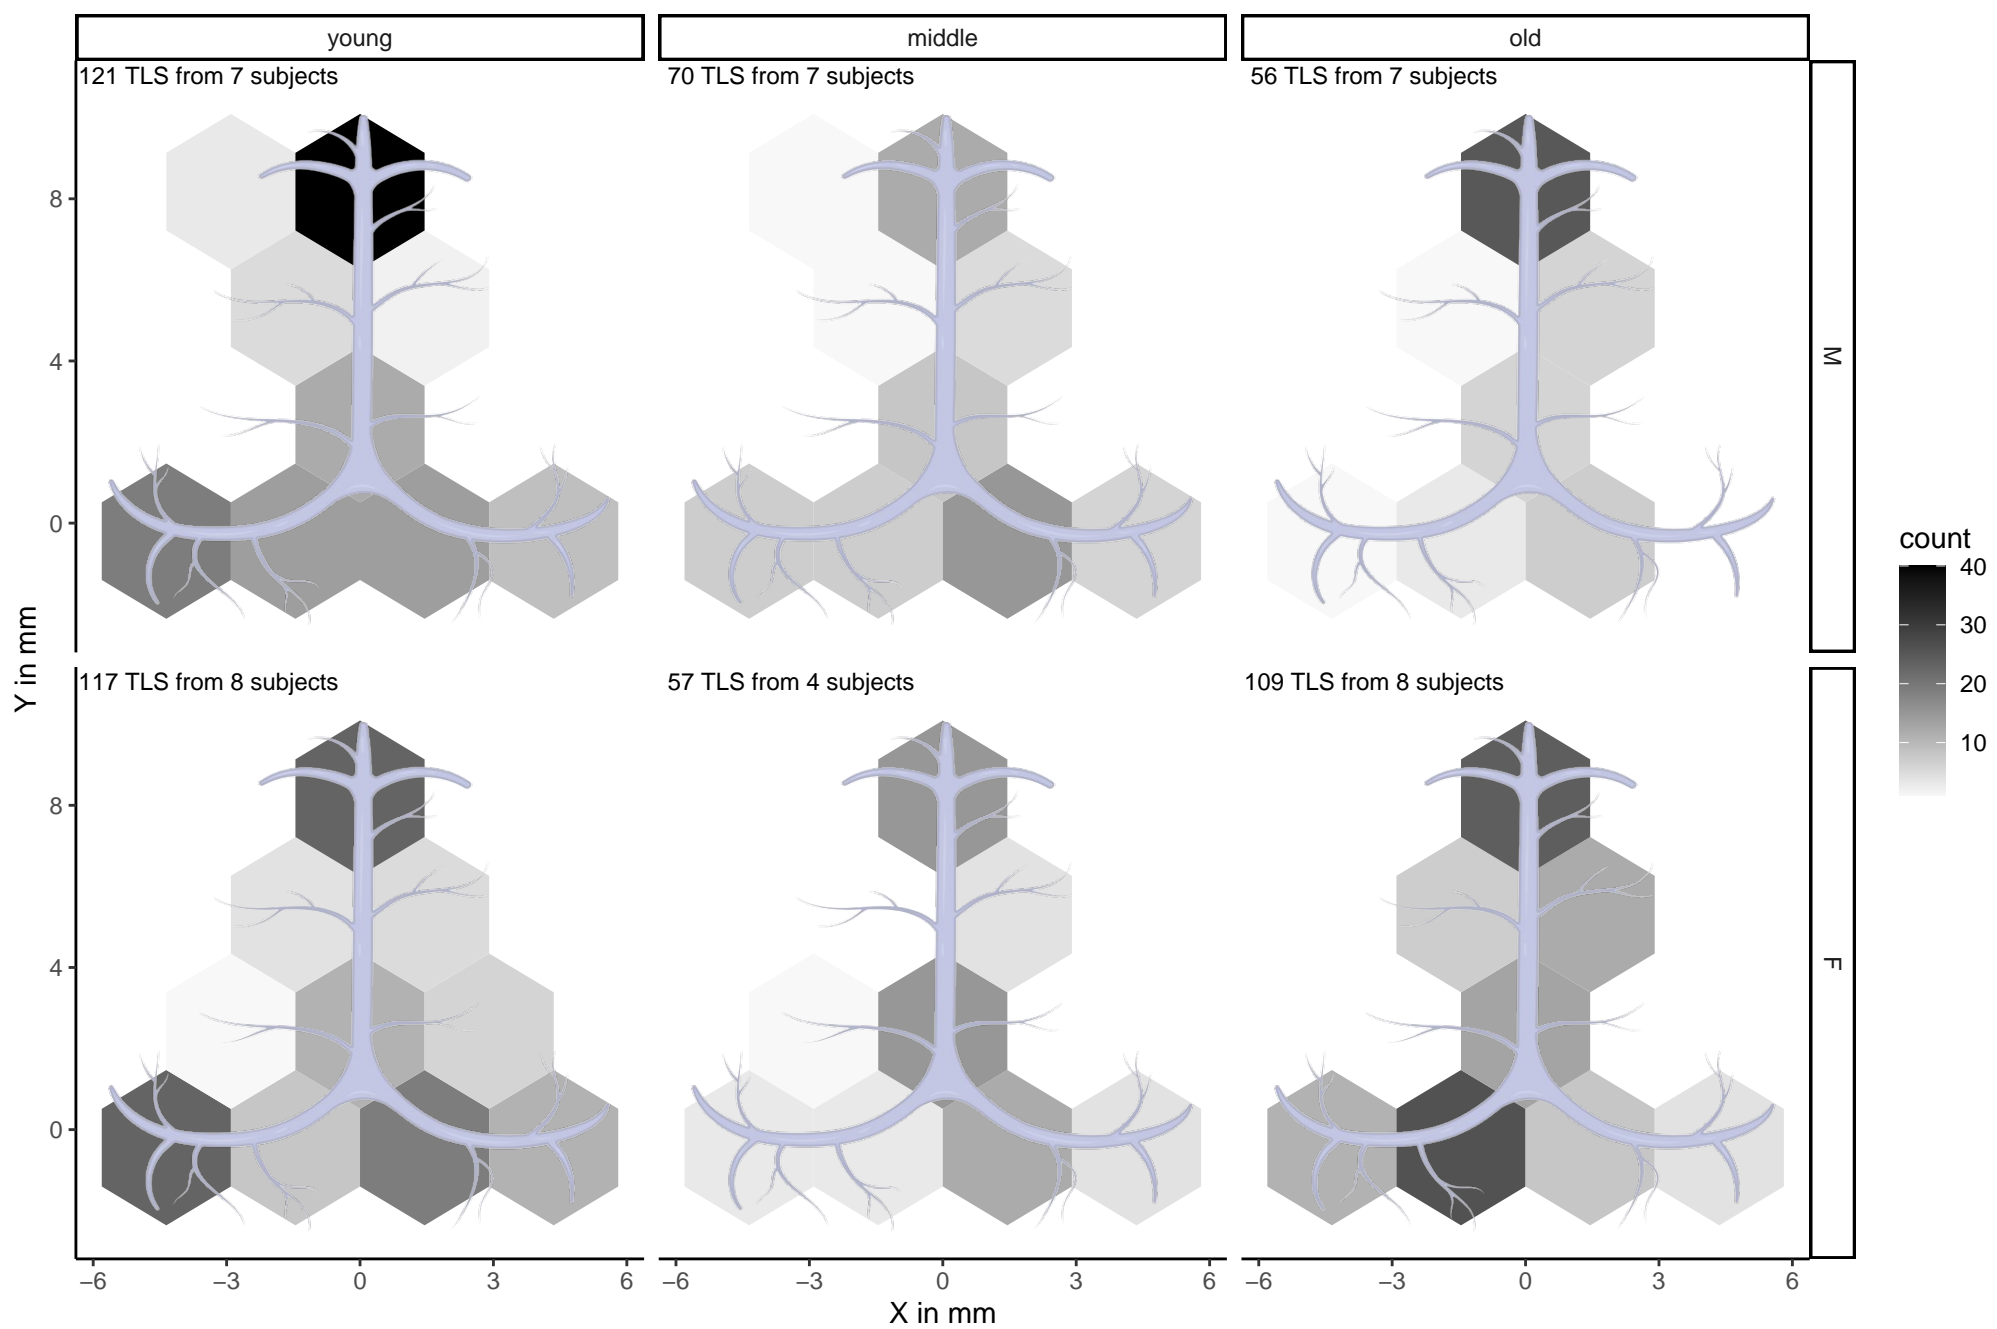 young
middle
old
121 TLS from 7 subjects
70 TLS from 7 subjects
56 TLS from 7 subjects
8
4
0
M
117 TLS from 8 subjects
57 TLS from 4 subjects
109 TLS from 8 subjects
8
4
0
F
Y in mm
−6
−3
0
3
6
−6
−3
0
3
6
−6
−3
0
3
6
X in mm
count
40
30
20
10